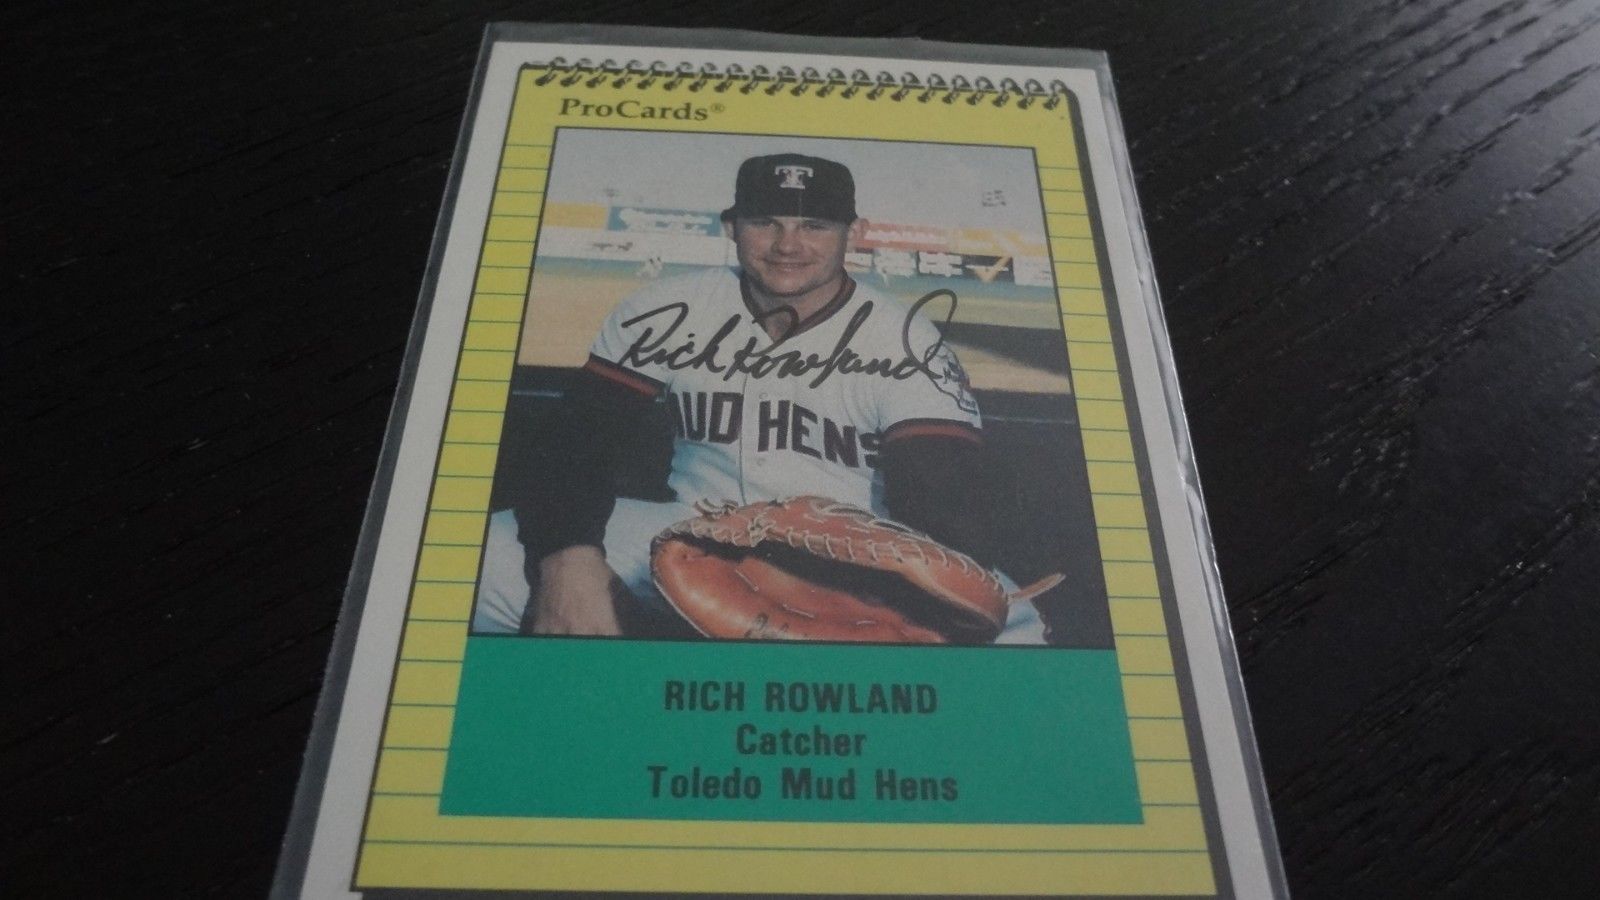 ProCards®
T
Rich Rowland
MUD HENS
RICH ROWLAND
Catcher
Toledo Mud Hens